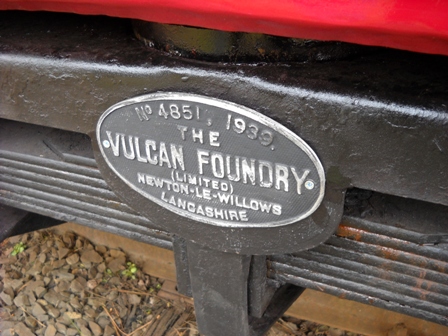 Nº 4851, 1939.
THE
VULCAN FOUNDRY
(LIMITED)
NEWTON-LE-WILLOWS
LANCASHIRE